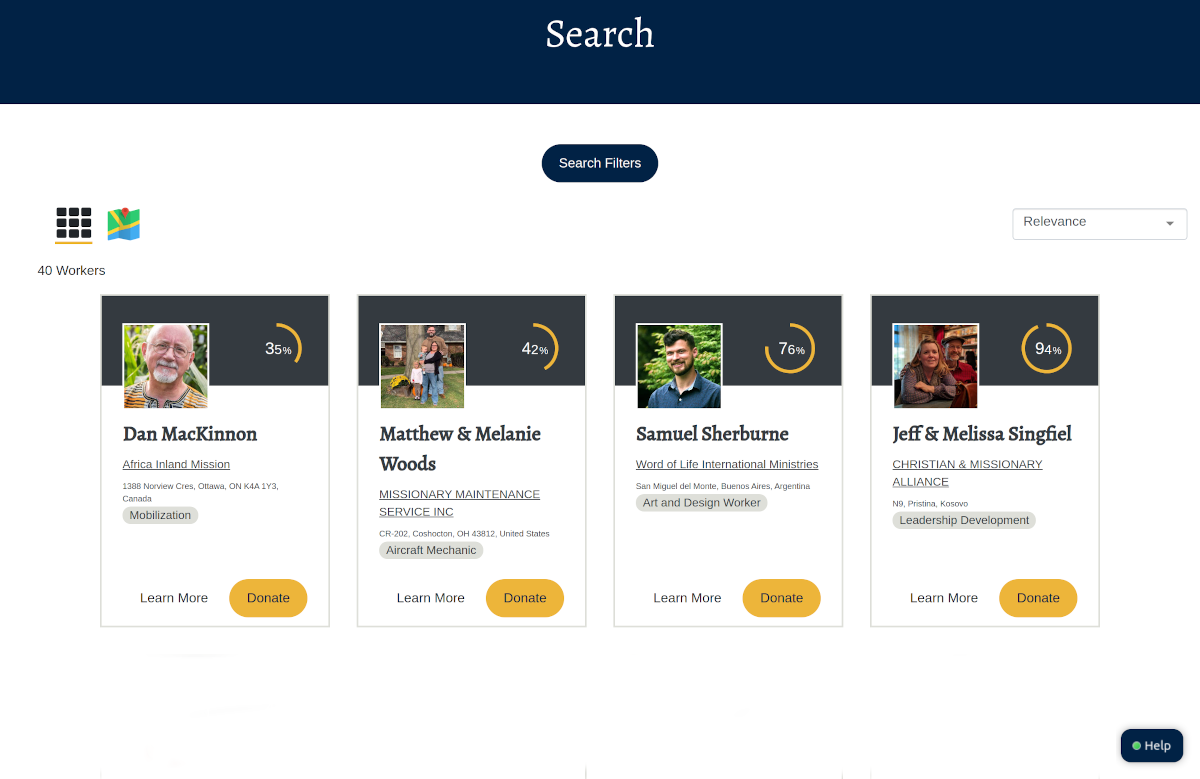 Search
Search Filters
Relevance
40 Workers
35%
Dan MacKinnon
Africa Inland Mission
1388 Norview Cres, Ottawa, ON K4A 1Y3,
Canada
Mobilization
Learn More
Donate
42%
Matthew & Melanie
Woods
MISSIONARY MAINTENANCE
SERVICE INC
CR-202, Coshocton, OH 43812, United States
Aircraft Mechanic
Learn More
Donate
76%
Samuel Sherburne
Word of Life International Ministries
San Miguel del Monte, Buenos Aires, Argentina
Art and Design Worker
Learn More
Donate
94%
Jeff & Melissa Singfiel
CHRISTIAN & MISSIONARY
ALLIANCE
N9, Pristina, Kosovo
Leadership Development
Learn More
Donate
Help